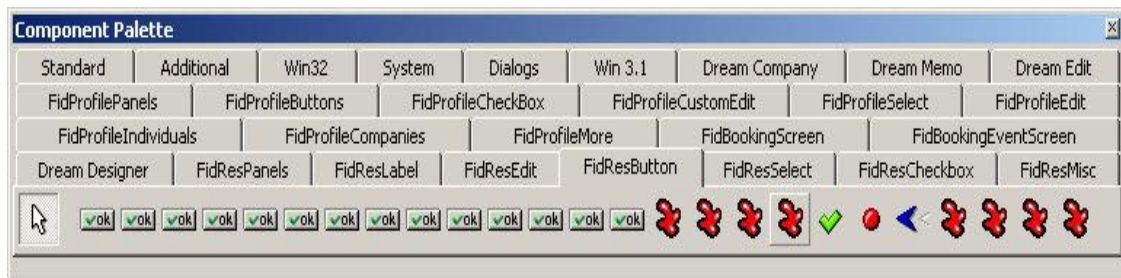 Component Palette
Standard Additional Win32 System Dialogs Win 3.1 Dream Company Dream Memo Dream Edit
FidProfilePanels FidProfileButtons FidProfileCheckBox FidProfileCustomEdit FidProfileSelect FidProfileEdit
FidProfileIndividuals FidProfileCompanies FidProfileMore FidBookingScreen FidBookingEventScreen
Dream Designer FidResPanels FidResLabel FidResEdit FidResButton FidResSelect FidResCheckbox FidResMisc
ok ok ok ok ok ok ok ok ok ok ok ok ok ok